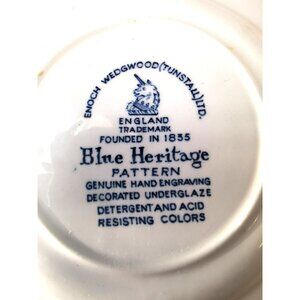 ENOCH WEDGWOOD (TUNSTALL) LTD.
ENGLAND
TRADEMARK
FOUNDED IN 1835
Blue Heritage
PATTERN
GENUINE HAND ENGRAVING
DECORATED UNDERGLAZE
DETERGENT AND ACID
RESISTING COLORS